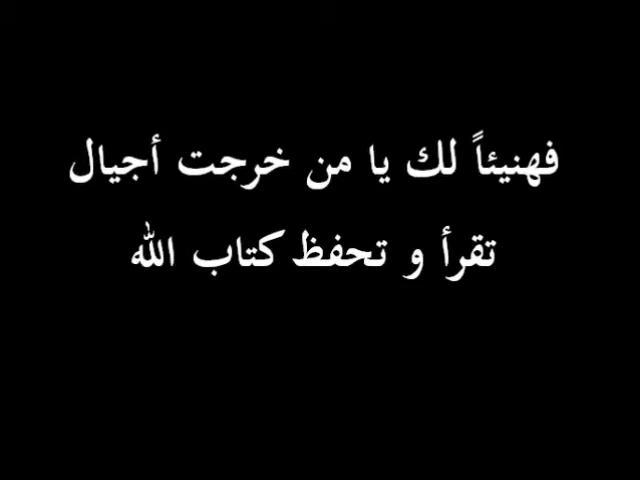 فهنيئاً لك يا من خرجت أجيال
تقرأ و تحفظ كتاب الله